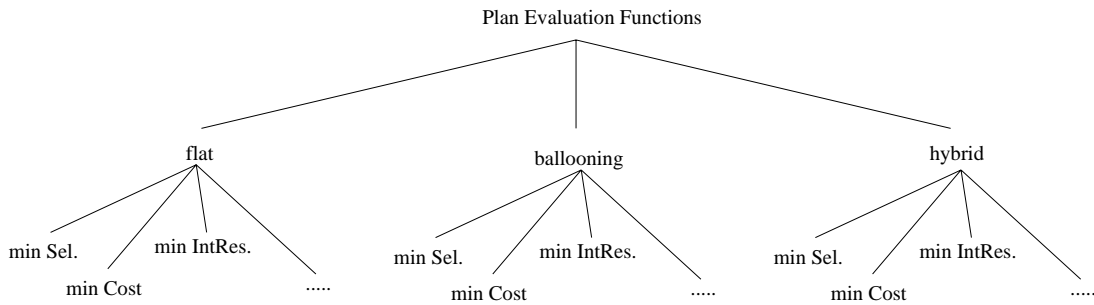 Plan Evaluation Functions
flat
ballooning
hybrid
min Sel.
min Cost
min IntRes.
.....
min Sel.
min Cost
min IntRes.
.....
min Sel.
min Cost
min IntRes.
.....